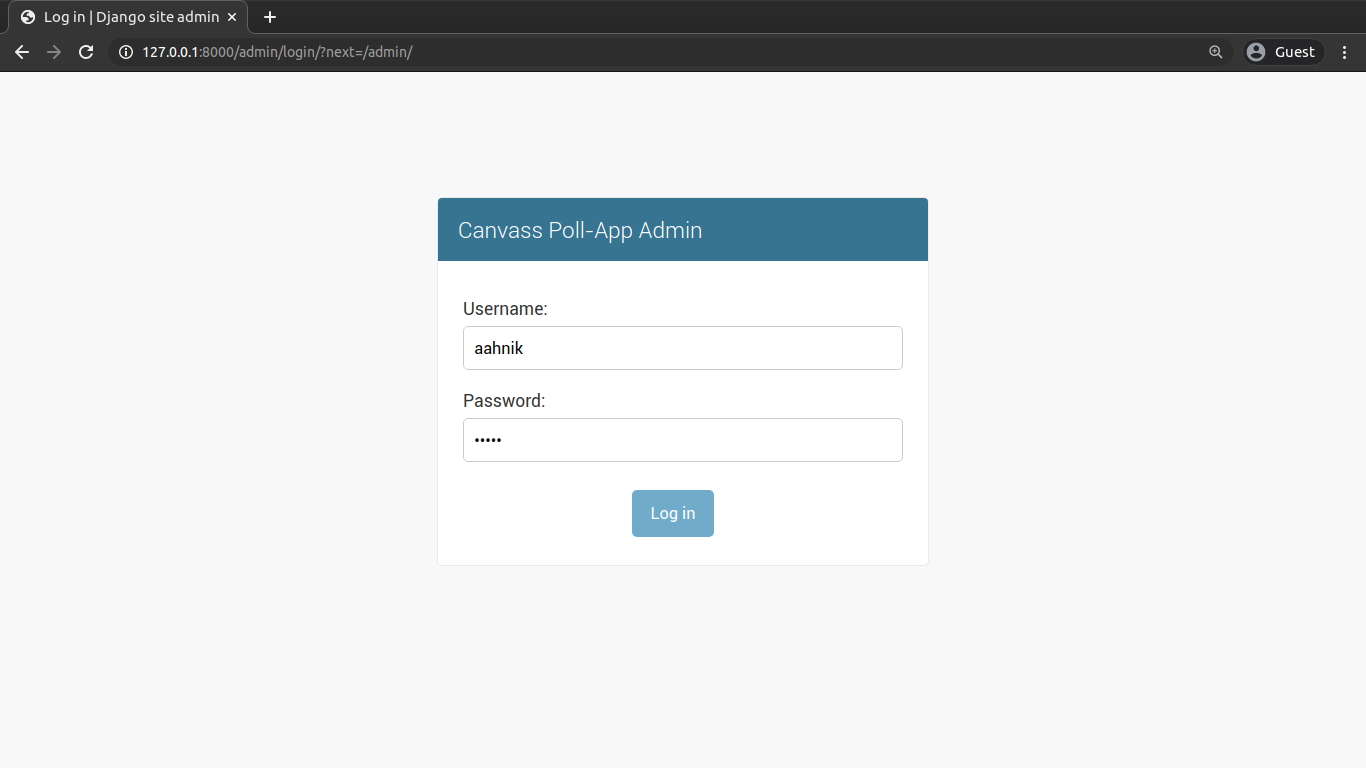 Log in | Django site admin
127.0.0.1:8000/admin/login/?next=/admin/
Guest
Canvass Poll-App Admin
Username:
aahnik
Password:
•••••
Log in